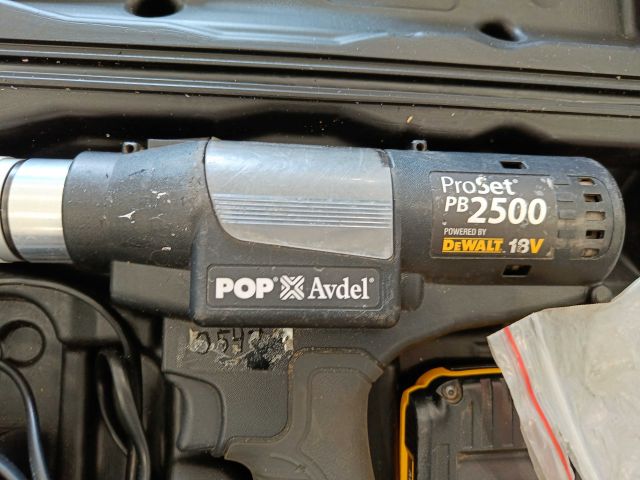 ProSet®
PB2500
POWERED BY
DEWALT 18V
POP® Avdel®